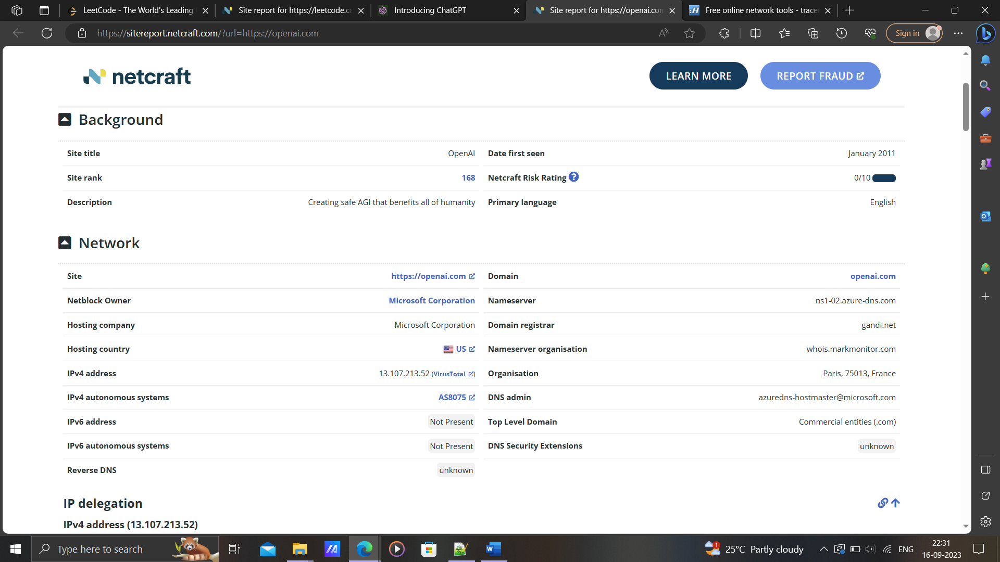 LeetCode - The World's Leading
Site report for https://leetcode.co
Introducing ChatGPT
Site report for https://openai.com
Free online network tools - tracer
https://sitereport.netcraft.com/?url=https://openai.com
Sign in
netcraft
LEARN MORE
REPORT FRAUD
Background
Site title OpenAI Date first seen January 2011
Site rank 168 Netcraft Risk Rating ? 0/10
Description Creating safe AGI that benefits all of humanity Primary language English
Network
Site https://openai.com Domain openai.com
Netblock Owner Microsoft Corporation Nameserver ns1-02.azure-dns.com
Hosting company Microsoft Corporation Domain registrar gandi.net
Hosting country US Nameserver organisation whois.markmonitor.com
IPv4 address 13.107.213.52 (VirusTotal) Organisation Paris, 75013, France
IPv4 autonomous systems AS8075 DNS admin azuredns-hostmaster@microsoft.com
IPv6 address Not Present Top Level Domain Commercial entities (.com)
IPv6 autonomous systems Not Present DNS Security Extensions unknown
Reverse DNS unknown
IP delegation
IPv4 address (13.107.213.52)
Type here to search
1
25°C Partly cloudy
ENG
22:31
16-09-2023